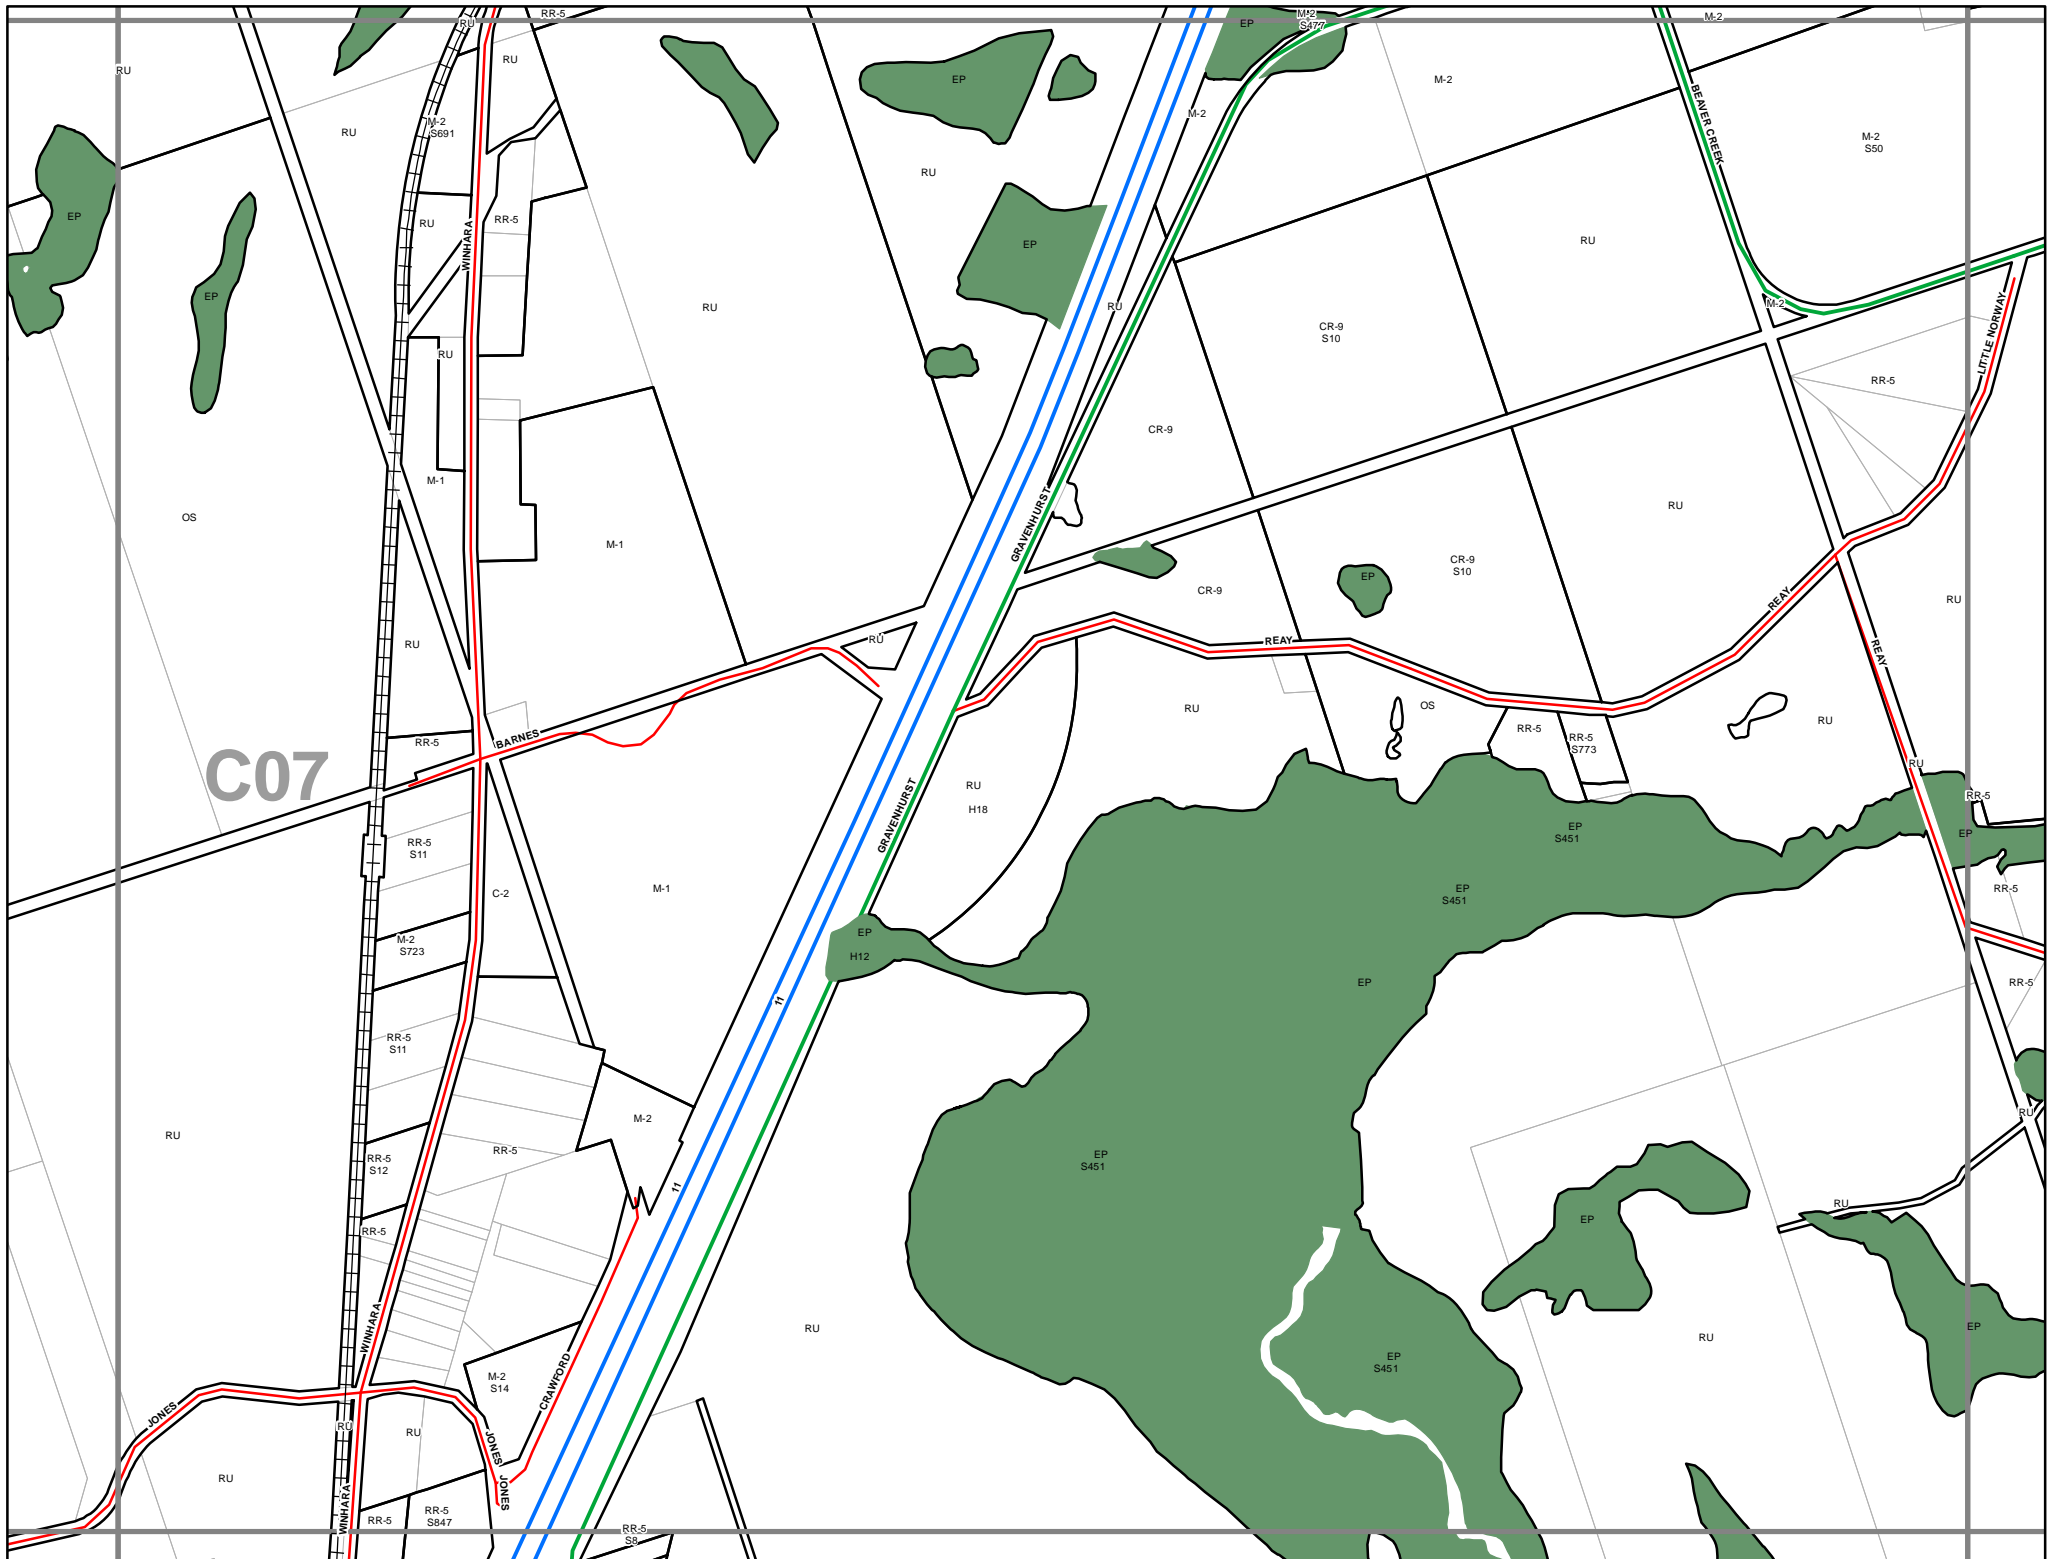 RU
RR-5
EP
M-2
S477
M-2
RU
RU
EP
M-2
M-2
S691
RU
M-2
BEAVER CREEK
M-2
S50
RU
EP
RU
WINHARA
RR-5
EP
RU
EP
RU
RU
M-2
LITTLE NORWAY
CR-9
S10
RU
RR-5
CR-9
M-1
OS
M-1
GRAVENHURST
RU
CR-9
CR-9
S10
EP
RU
REAY
RU
RU
REAY
REAY
RU
OS
RU
RR-5
BARNES
RR-5
RR-5
S773
RU
C07
RU
H18
GRAVENHURST
RR-5
EP
S451
EP
RR-5
S11
C-2
M-1
EP
S451
RR-5
M-2
S723
EP
H12
EP
RR-5
11
RR-5
S11
RU
M-2
RU
RR-5
EP
S451
RR-5
S12
11
RU
RR-5
EP
WINHARA
RU
EP
RU
EP
S451
M-2
S14
CRAWFORD
JONES
RU
RU
JONES
RU
JONES
WINHARA
RR-5
RR-5
S847
RR-5
S8